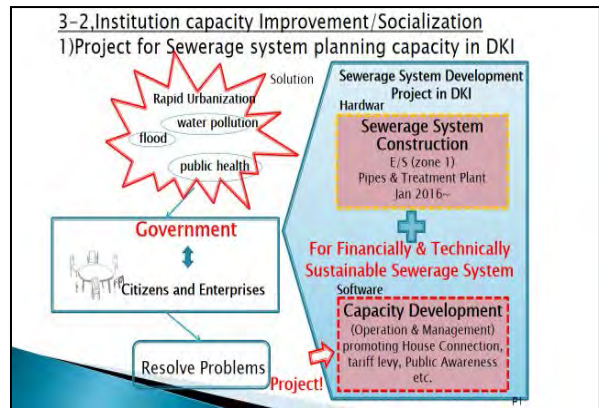 3-2,Institution capacity Improvement/Socialization
1)Project for Sewerage system planning capacity in DKI
Solution
Rapid Urbanization
water pollution
flood
public health
Government
Citizens and Enterprises
Resolve Problems
Project!
Sewerage System Development
Project in DKI
Hardwar
Sewerage System
Construction
E/S (zone 1)
Pipes & Treatment Plant
Jan 2016~
For Financially & Technically
Sustainable Sewerage System
Software
Capacity Development
(Operation & Management)
promoting House Connection,
tariff levy, Public Awareness
etc.
P1